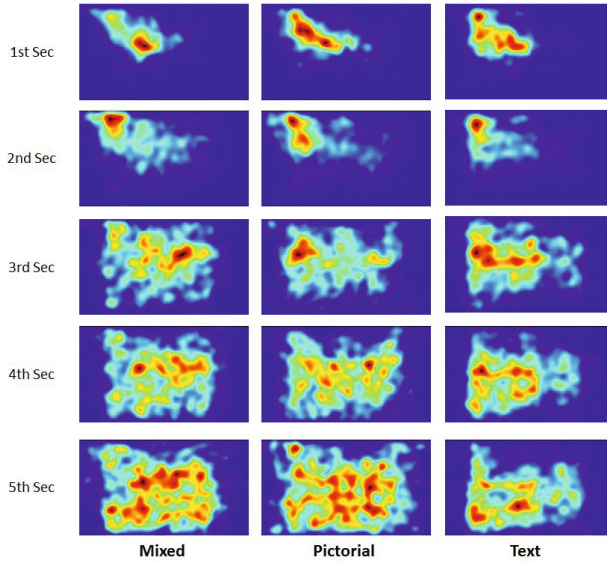 1st Sec
2nd Sec
3rd Sec
4th Sec
5th Sec
Mixed Pictorial Text